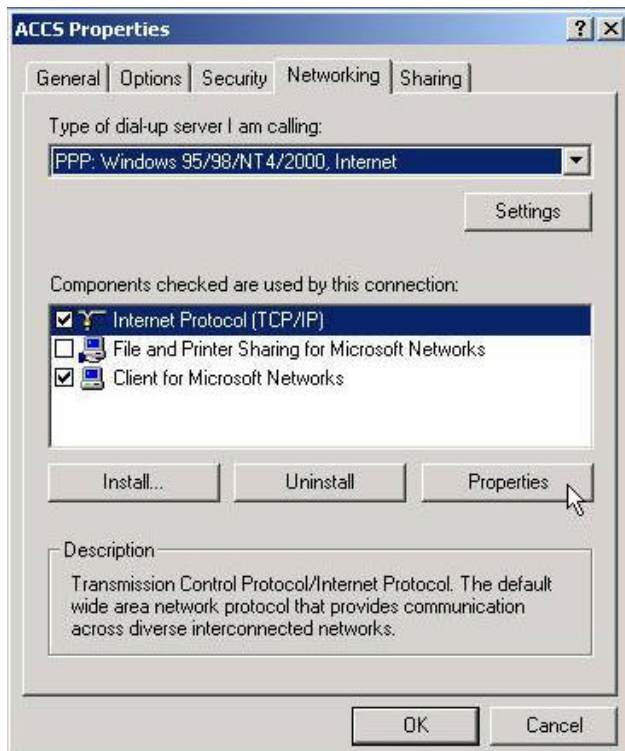 ACCS Properties
General Options Security Networking Sharing
Type of dial-up server I am calling:
PPP: Windows 95/98/NT4/2000, Internet
Settings
Components checked are used by this connection:
Internet Protocol (TCP/IP)
File and Printer Sharing for Microsoft Networks
Client for Microsoft Networks
Install... Uninstall Properties
Description
Transmission Control Protocol/Internet Protocol. The default
wide area network protocol that provides communication
across diverse interconnected networks.
OK Cancel